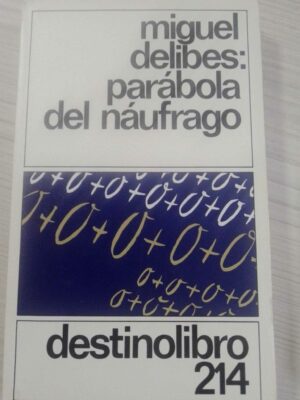 miguel
delibes:
parábola
del náufrago
destinolibro
214